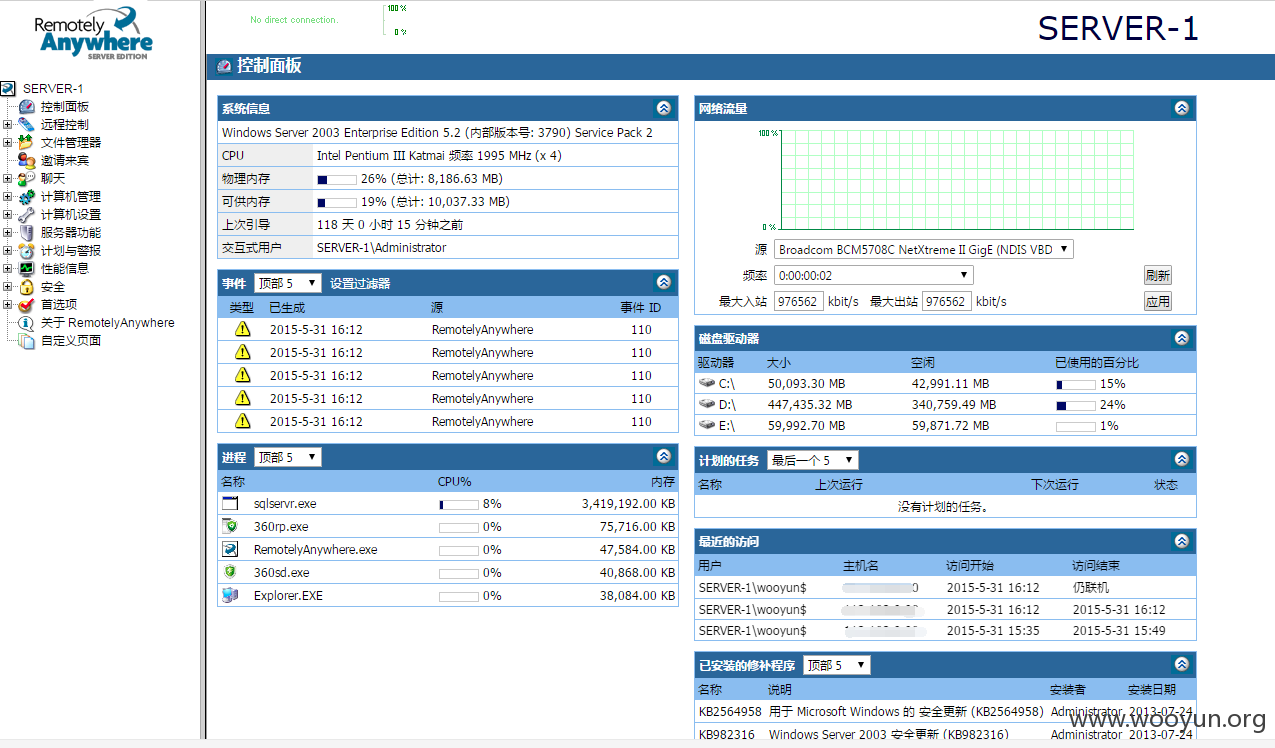 Remotely
Anywhere
SERVER EDITION
No direct connection.
100 %
0 %
SERVER-1
SERVER-1
控制面板
远程控制
文件管理器
邀请来宾
聊天
计算机管理
计算机设置
服务器功能
计划与警报
性能信息
安全
首选项
关于 RemotelyAnywhere
自定义页面
控制面板
系统信息
Windows Server 2003 Enterprise Edition 5.2 (内部版本号: 3790) Service Pack 2
CPU Intel Pentium III Katmai 频率 1995 MHz (x 4)
物理内存 26% (总计: 8,186.63 MB)
可供内存 19% (总计: 10,037.33 MB)
上次引导 118 天 0 小时 15 分钟之前
交互式用户 SERVER-1\Administrator
事件 顶部 5 设置过滤器
类型 已生成 源 事件 ID
2015-5-31 16:12 RemotelyAnywhere 110
2015-5-31 16:12 RemotelyAnywhere 110
2015-5-31 16:12 RemotelyAnywhere 110
2015-5-31 16:12 RemotelyAnywhere 110
2015-5-31 16:12 RemotelyAnywhere 110
进程 顶部 5
名称 CPU% 内存
sqlservr.exe 8% 3,419,192.00 KB
360rp.exe 0% 75,716.00 KB
RemotelyAnywhere.exe 0% 47,584.00 KB
360sd.exe 0% 40,868.00 KB
Explorer.EXE 0% 38,084.00 KB
网络流量
100 %
0 %
源 Broadcom BCM5708C NetXtreme II GigE (NDIS VBD
频率 0:00:00:02 刷新
最大入站 976562 kbit/s 最大出站 976562 kbit/s 应用
磁盘驱动器
驱动器 大小 空闲 已使用的百分比
C:\ 50,093.30 MB 42,991.11 MB 15%
D:\ 447,435.32 MB 340,759.49 MB 24%
E:\ 59,992.70 MB 59,871.72 MB 1%
计划的任务 最后一个 5
名称 上次运行 下次运行 状态
没有计划的任务。
最近的访问
用户 主机名 访问开始 访问结束
SERVER-1\wooyun$ 0 2015-5-31 16:12 仍联机
SERVER-1\wooyun$ 2015-5-31 16:12 2015-5-31 16:12
SERVER-1\wooyun$ 2015-5-31 15:35 2015-5-31 15:49
已安装的修补程序 顶部 5
名称 说明 安装者 安装日期
KB2564958 用于 Microsoft Windows 的 安全更新 (KB2564958) Administrator 2013-07-24
KB982316 Windows Server 2003 安全更新 (KB982316) Administrator 2013-07-24
www.wooyun.org